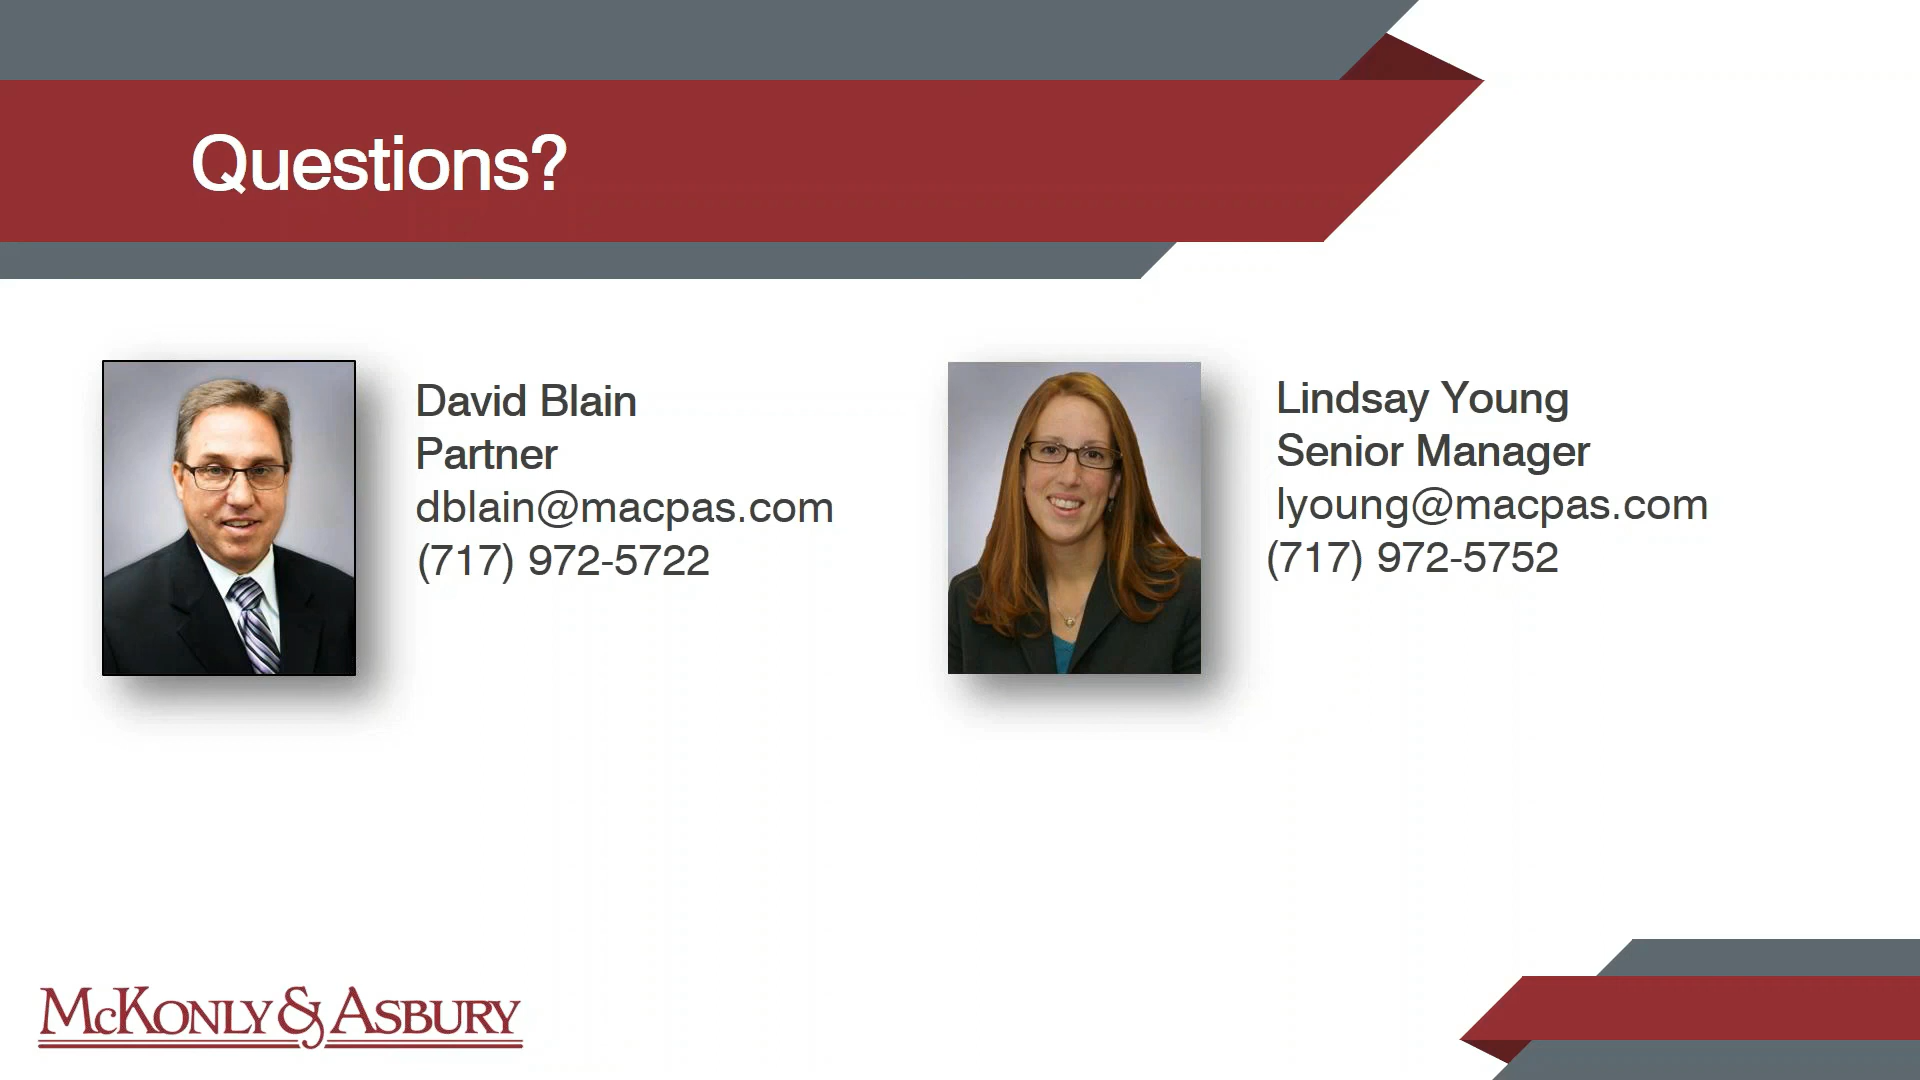 Questions?
David Blain
Partner
dblain@macpas.com
(717) 972-5722
Lindsay Young
Senior Manager
lyoung@macpas.com
(717) 972-5752
McKonly & Asbury